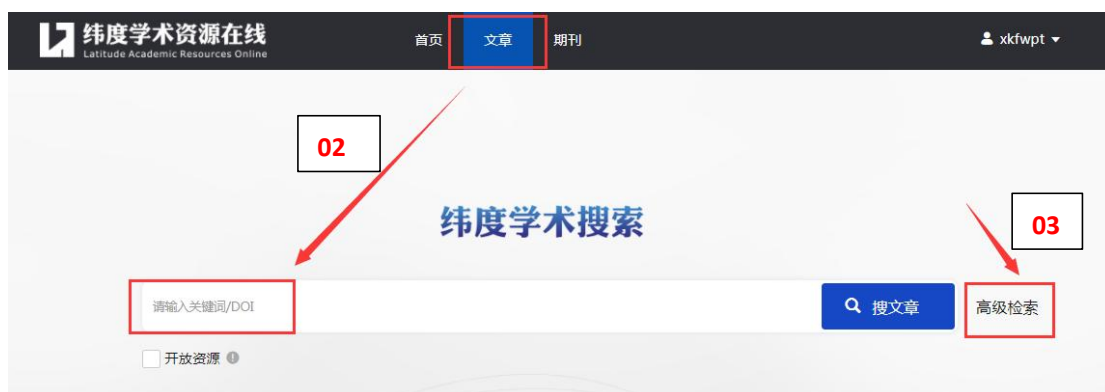 纬度学术资源在线
Latitude Academic Resources Online
首页 文章 期刊
xkfwpt
02
纬度学术搜索
03
请输入关键词/DOI
搜文章
高级检索
开放资源